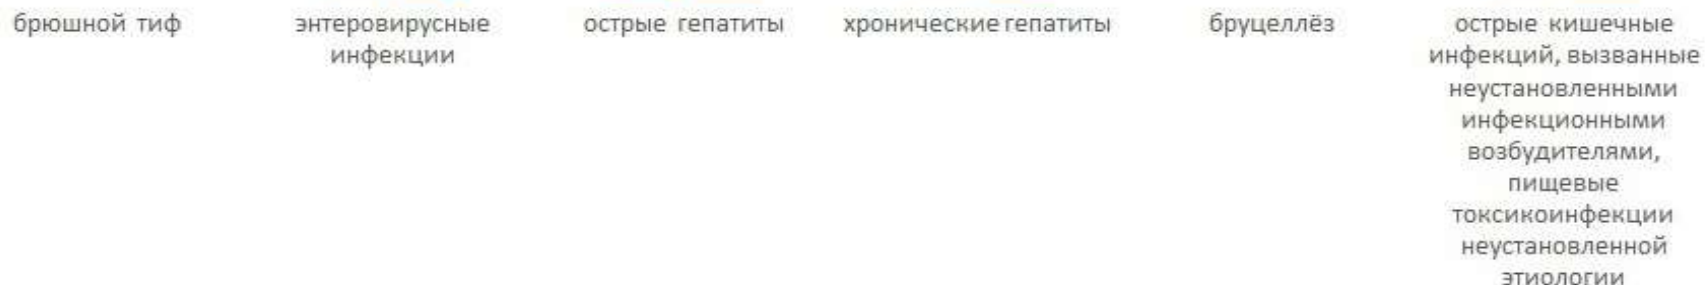 брюшной тиф
энтеровирусные
инфекции
острые гепатиты
хронические гепатиты
бруцеллёз
острые кишечные
инфекций, вызванные
неустановленными
инфекционными
возбудителями,
пищевые
токсикоинфекции
неустановленной
этиологии